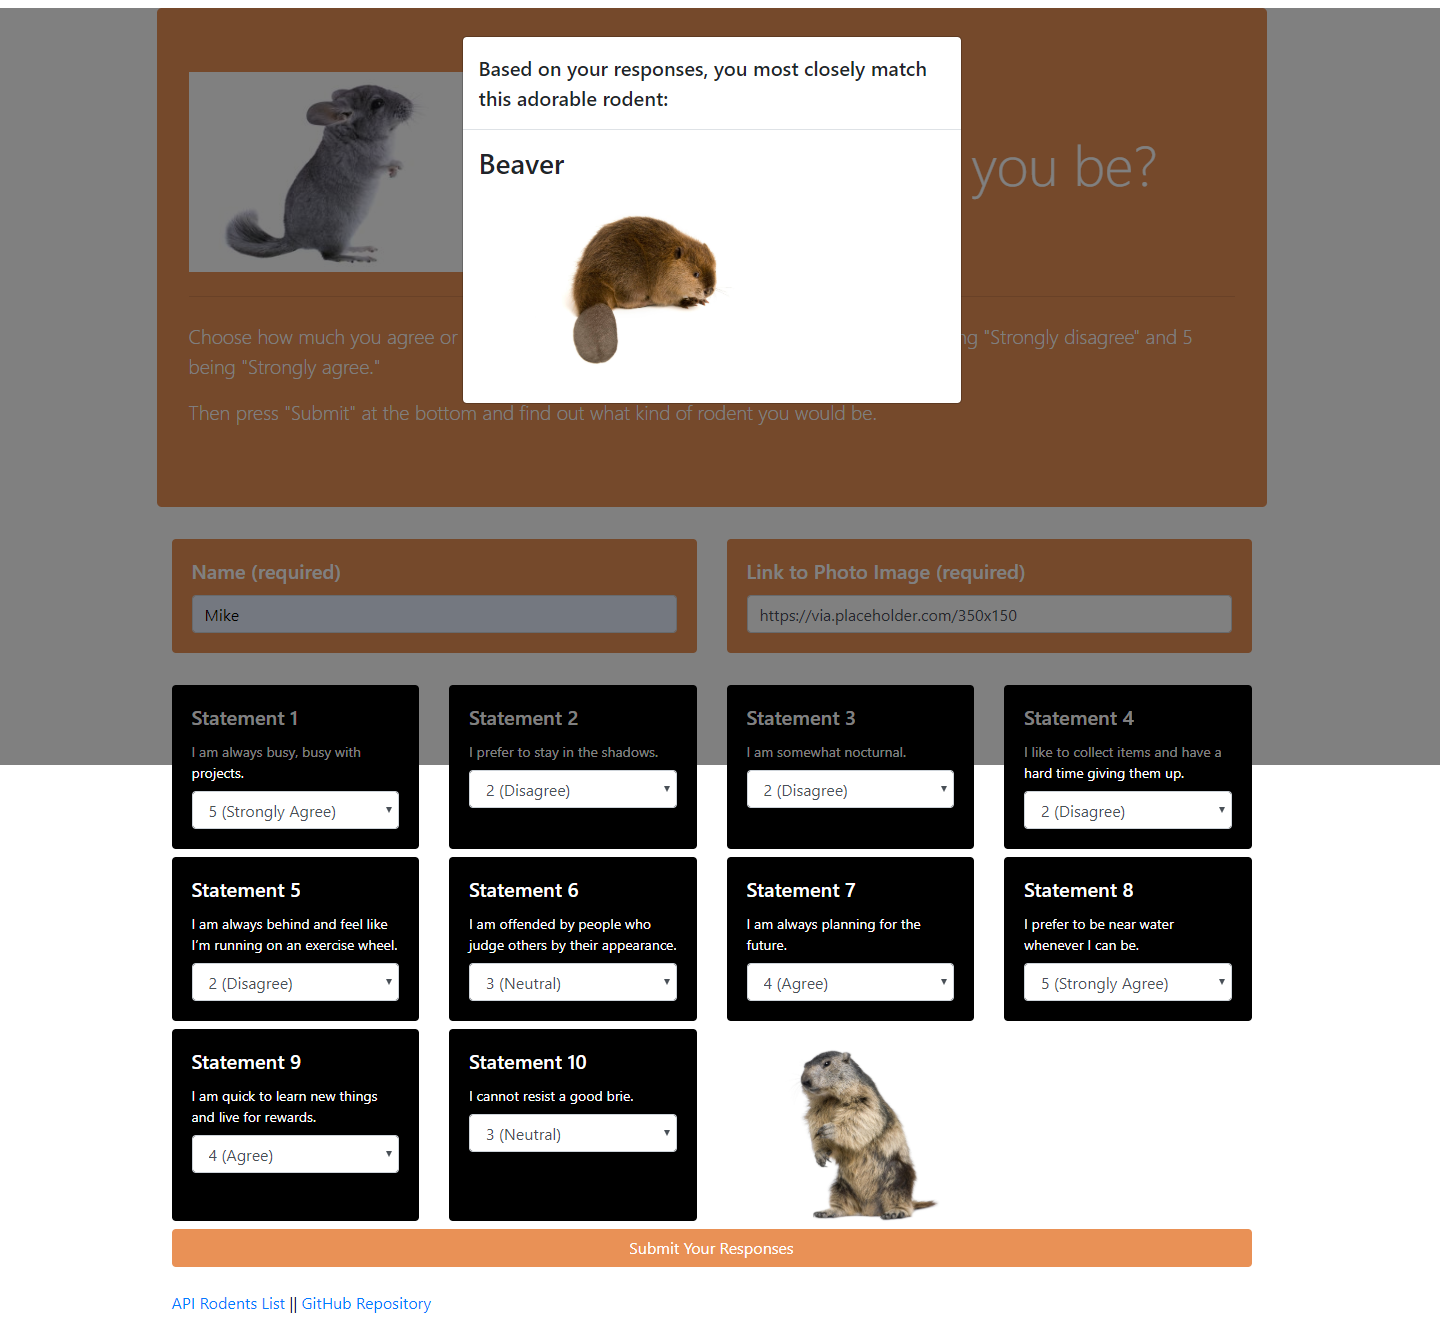 Based on your responses, you most closely match
this adorable rodent:
Beaver
you be?
Choose how much you agree or
ng "Strongly disagree" and 5
being "Strongly agree."
Then press "Submit" at the bottom and find out what kind of rodent you would be.
Name (required)
Mike
Link to Photo Image (required)
https://via.placeholder.com/350x150
Statement 1
I am always busy, busy with
projects.
5 (Strongly Agree)
Statement 2
I prefer to stay in the shadows.
2 (Disagree)
Statement 3
I am somewhat nocturnal.
2 (Disagree)
Statement 4
I like to collect items and have a
hard time giving them up.
2 (Disagree)
Statement 5
I am always behind and feel like
I'm running on an exercise wheel.
2 (Disagree)
Statement 6
I am offended by people who
judge others by their appearance.
3 (Neutral)
Statement 7
I am always planning for the
future.
4 (Agree)
Statement 8
I prefer to be near water
whenever I can be.
5 (Strongly Agree)
Statement 9
I am quick to learn new things
and live for rewards.
4 (Agree)
Statement 10
I cannot resist a good brie.
3 (Neutral)
Submit Your Responses
API Rodents List || GitHub Repository